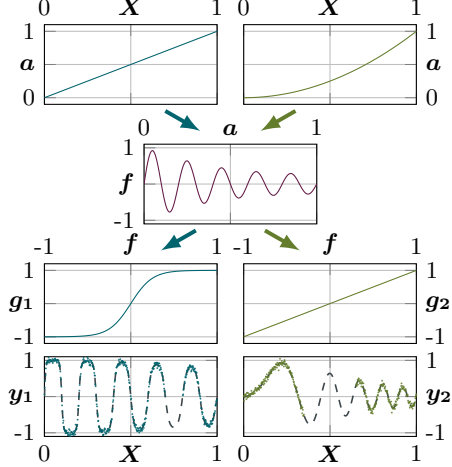 0 X 1 0 X 1
1 1
a a
0 0
0 a 1
1
f
-1
-1 f 1 -1 f 1
1 1
g1 g2
-1 -1
1 1
y1 y2
-1 -1
0 X 1 0 X 1